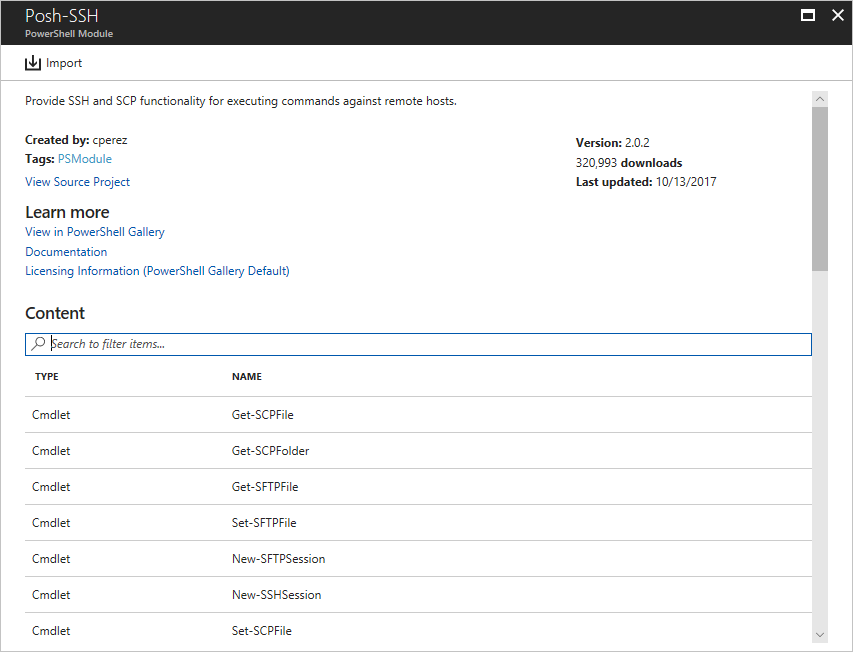 Posh-SSH
PowerShell Module
Import
Provide SSH and SCP functionality for executing commands against remote hosts.
Created by: cperez
Tags: PSModule
View Source Project
Version: 2.0.2
320,993 downloads
Last updated: 10/13/2017
Learn more
View in PowerShell Gallery
Documentation
Licensing Information (PowerShell Gallery Default)
Content
Search to filter items...
TYPE NAME
Cmdlet Get-SCPFile
Cmdlet Get-SCPFolder
Cmdlet Get-SFTPFile
Cmdlet Set-SFTPFile
Cmdlet New-SFTPSession
Cmdlet New-SSHSession
Cmdlet Set-SCPFile